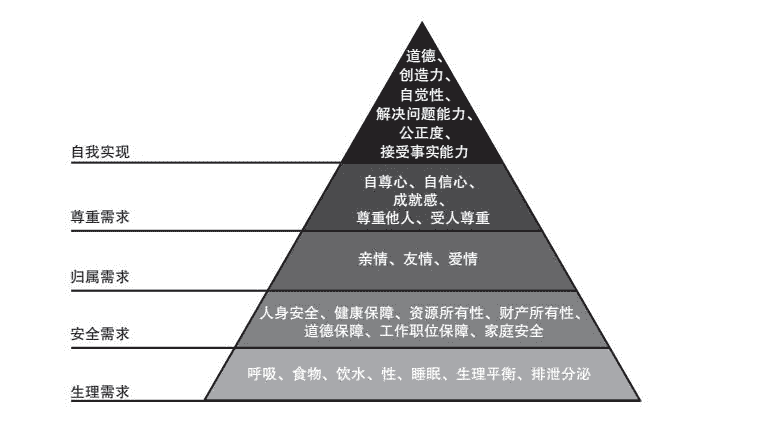 道德、
创造力、
自觉性、
解决问题能力、
公正度、
接受事实能力
自我实现
自尊心、自信心、
成就感、
尊重他人、受人尊重
尊重需求
亲情、友情、爱情
归属需求
人身安全、健康保障、资源所有性、财产所有性、
道德保障、工作职位保障、家庭安全
安全需求
呼吸、食物、饮水、性、睡眠、生理平衡、排泄分泌
生理需求